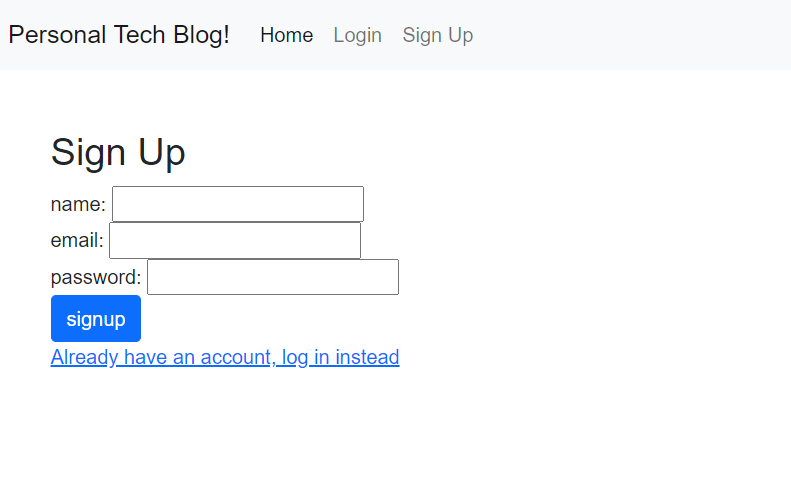 Personal Tech Blog! Home Login Sign Up
Sign Up
name:
email:
password:
signup
Already have an account, log in instead